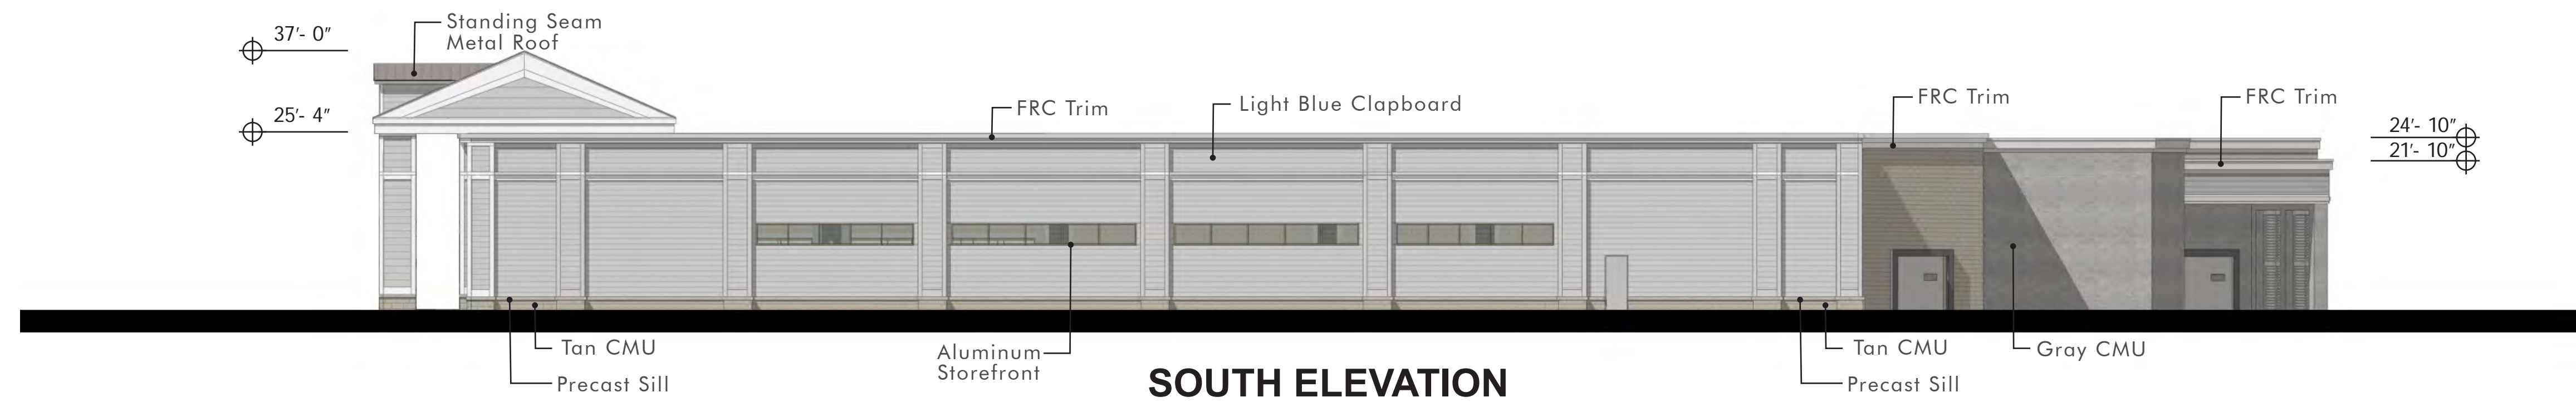 Standing Seam
Metal Roof
37'- 0"
25'- 4"
FRC Trim
Light Blue Clapboard
FRC Trim
FRC Trim
24'- 10"
21'- 10"
Tan CMU
Precast Sill
Aluminum
Storefront
Tan CMU
Precast Sill
Gray CMU
SOUTH ELEVATION